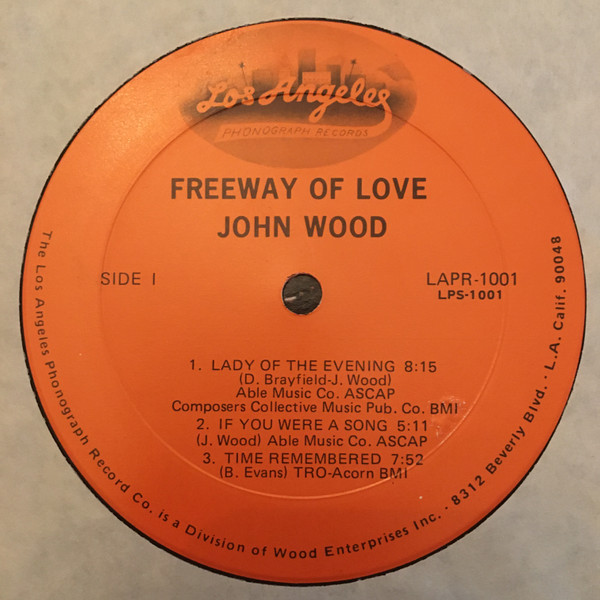 Los Angeles
PHONOGRAPH RECORDS
FREEWAY OF LOVE
JOHN WOOD
SIDE I
LAPR-1001
LPS-1001
1. LADY OF THE EVENING 8:15
(D. Brayfield-J. Wood)
Able Music Co. ASCAP
Composers Collective Music Pub. Co. BMI
2. IF YOU WERE A SONG 5:11
(J. Wood) Able Music Co. ASCAP
3. TIME REMEMBERED 7:52
(B. Evans) TRO-Acorn BMI
The Los Angeles Phonograph Record Co. is a Division of Wood Enterprises Inc. · 8312 Beverly Blvd. · L.A. Calif. 90048